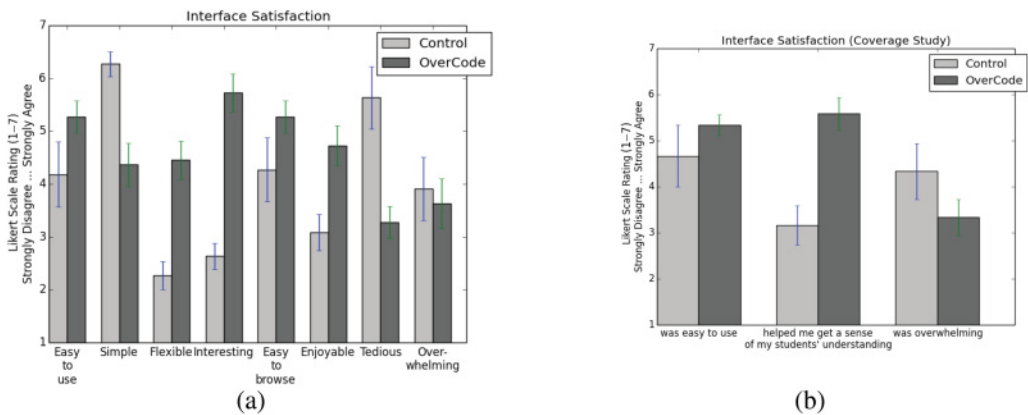 Interface Satisfaction
7
6
5
4
3
2
1
Likert Scale Rating (1−7)
Strongly Disagree ... Strongly Agree
Control
OverCode
Easy
to
use
Simple
Flexible
Interesting
Easy
to
browse
Enjoyable
Tedious
Over-
whelming
(a)
Interface Satisfaction (Coverage Study)
7
6
5
4
3
2
1
Likert Scale Rating (1−7)
Strongly Disagree ... Strongly Agree
Control
OverCode
was easy to use
helped me get a sense
of my students' understanding
was overwhelming
(b)